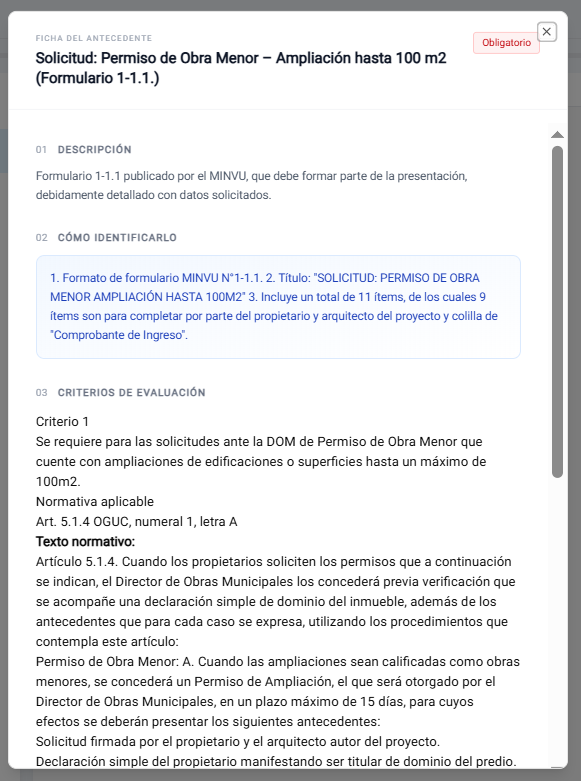 FICHA DEL ANTECEDENTE
Solicitud: Permiso de Obra Menor – Ampliación hasta 100 m2
(Formulario 1-1.1.)
Obligatorio
01 DESCRIPCIÓN
Formulario 1-1.1 publicado por el MINVU, que debe formar parte de la presentación,
debidamente detallado con datos solicitados.
02 CÓMO IDENTIFICARLO
1. Formato de formulario MINVU N°1-1.1. 2. Título: "SOLICITUD: PERMISO DE OBRA
MENOR AMPLIACIÓN HASTA 100M2" 3. Incluye un total de 11 ítems, de los cuales 9
ítems son para completar por parte del propietario y arquitecto del proyecto y colilla de
"Comprobante de Ingreso".
03 CRITERIOS DE EVALUACIÓN
Criterio 1
Se requiere para las solicitudes ante la DOM de Permiso de Obra Menor que
cuente con ampliaciones de edificaciones o superficies hasta un máximo de
100m2.
Normativa aplicable
Art. 5.1.4 OGUC, numeral 1, letra A
Texto normativo:
Artículo 5.1.4. Cuando los propietarios soliciten los permisos que a continuación
se indican, el Director de Obras Municipales los concederá previa verificación que
se acompañe una declaración simple de dominio del inmueble, además de los
antecedentes que para cada caso se expresa, utilizando los procedimientos que
contempla este artículo:
Permiso de Obra Menor: A. Cuando las ampliaciones sean calificadas como obras
menores, se concederá un Permiso de Ampliación, el que será otorgado por el
Director de Obras Municipales, en un plazo máximo de 15 días, para cuyos
efectos se deberán presentar los siguientes antecedentes:
Solicitud firmada por el propietario y el arquitecto autor del proyecto.
Declaración simple del propietario manifestando ser titular de dominio del predio.